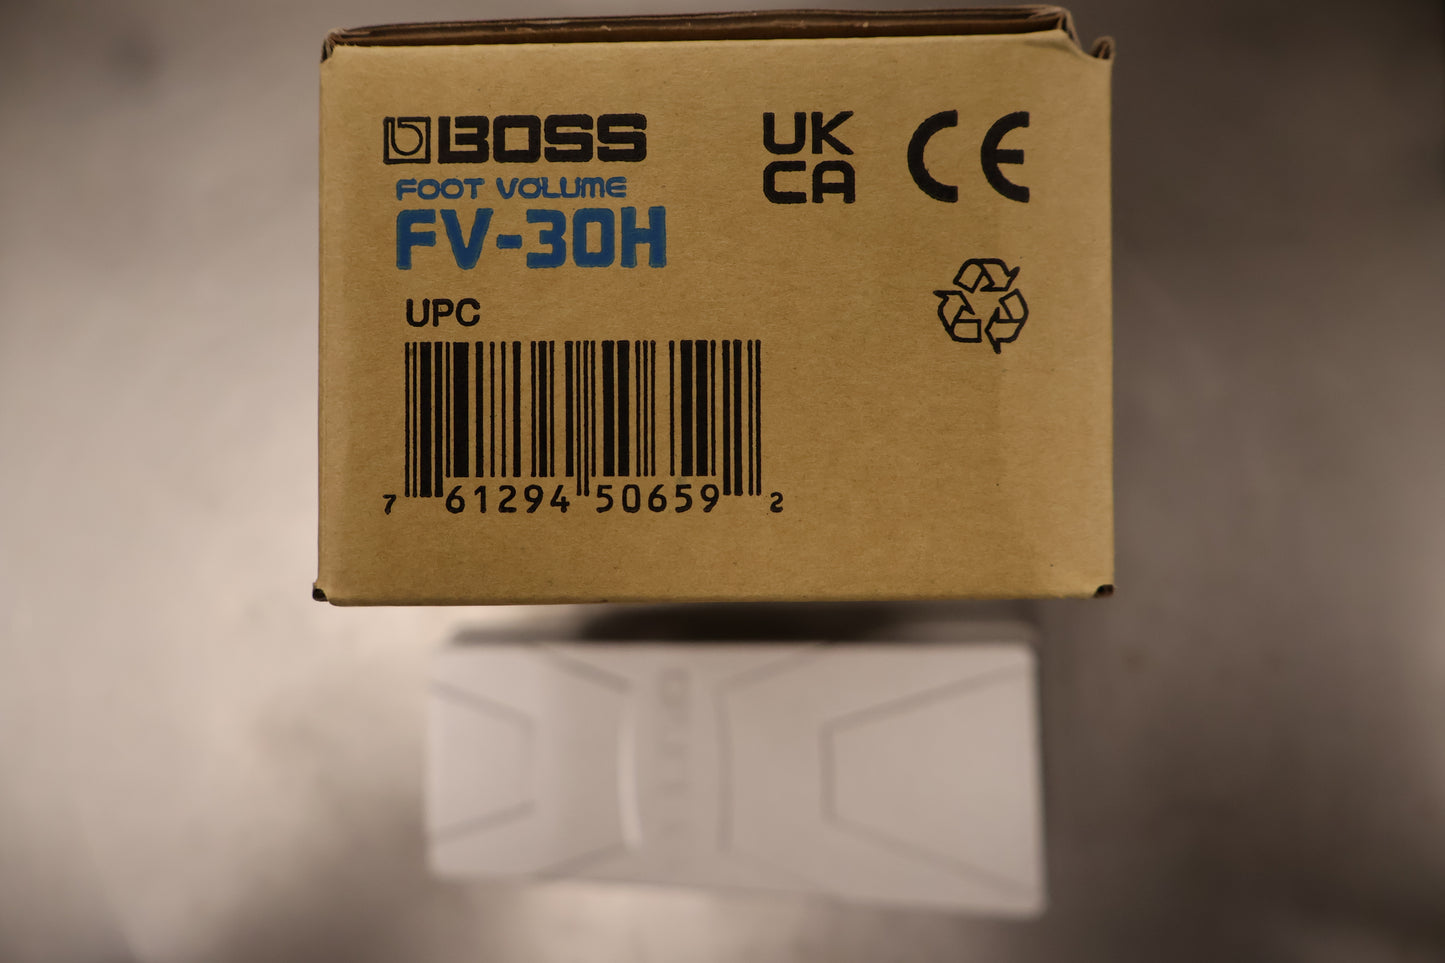 BOSS
FOOT VOLUME
FV-30H
UPC
7 61294 50659 2
UK
CA
CE